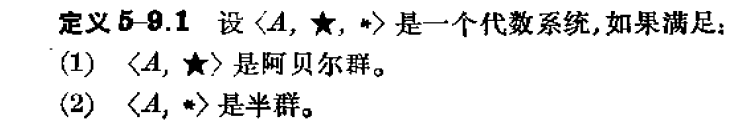 定义 5-9.1 设〈A, ★, *〉是一个代数系统,如果满足:
(1) 〈A, ★〉是阿贝尔群。
(2) 〈A, *〉是半群。